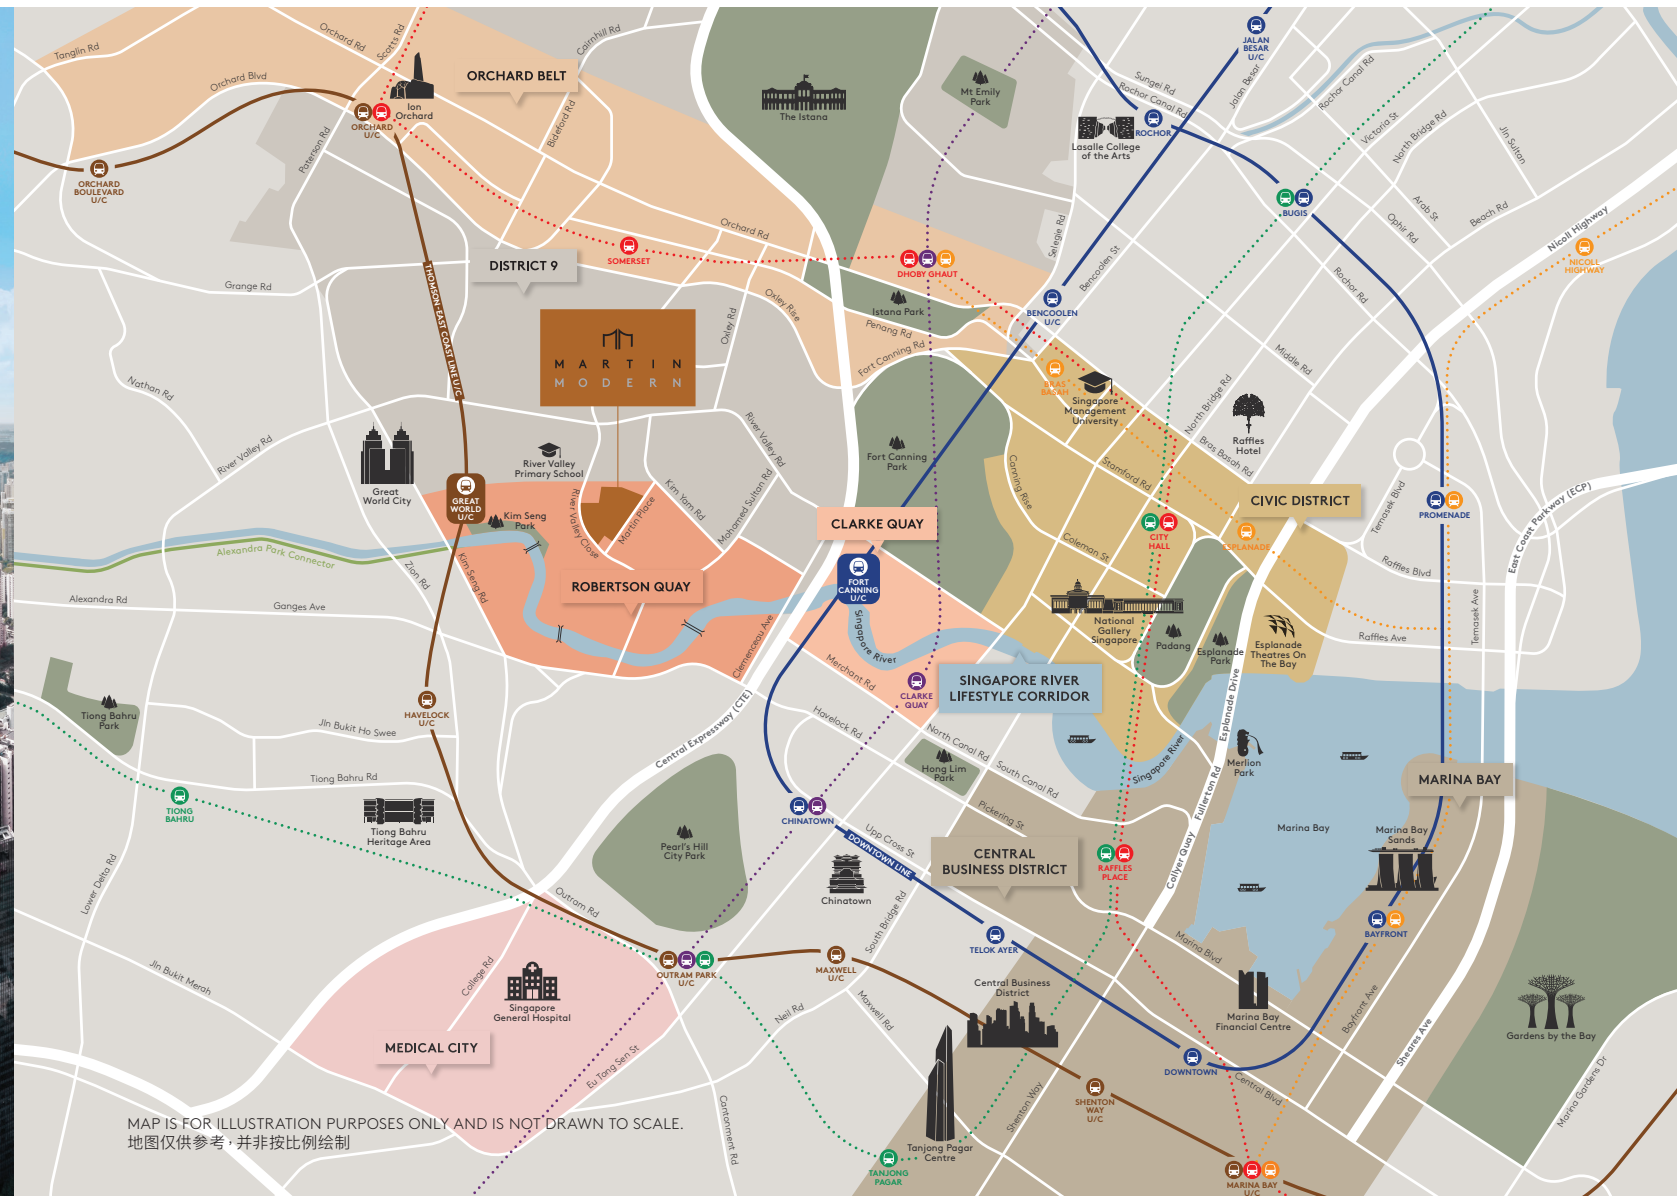 Tanglin Rd
Orchard Rd
Scotts Rd
Cairnhill Rd
Orchard Blvd
ORCHARD BELT
Ion
Orchard
ORCHARD
U/C
Paterson Rd
Bideford Rd
ORCHARD
BOULEVARD
U/C
The Istana
Mt Emily
Park
JALAN
BESAR
U/C
Jalan Besar
Sungei Rd
Rochor Canal Rd
Rochor Canal Rd
ROCHOR
Lasalle College
of the Arts
Victoria St
North Bridge Rd
Jln Sultan
BUGIS
Arab St
Ophir Rd
Beach Rd
Nicoll Highway
NICOLL
HIGHWAY
Orchard Rd
SOMERSET
DISTRICT 9
DHOBY GHAUT
Selegie Rd
Bencoolen St
Rochor Rd
Grange Rd
THOMSON-EAST COAST LINE U/C
Oxley Rise
Oxley Rd
Istana Park
Penang Rd
Fort Canning Rd
BENCOOLEN
U/C
Middle Rd
MARTIN
MODERN
BRAS
BASAH
Singapore
Management
University
North Bridge Rd
Raffles
Hotel
Bras Basah Rd
Nathan Rd
River Valley Rd
River Valley Rd
Great
World City
River Valley
Primary School
Fort Canning
Park
Canning Rise
Stamford Rd
CIVIC DISTRICT
Temasek Blvd
PROMENADE
East Coast Parkway (ECP)
GREAT
WORLD
U/C
Kim Seng
Park
River Valley Close
Martin Place
Kim Yam Rd
Mohamed Sultan Rd
CLARKE QUAY
CITY
HALL
ESPLANADE
Coleman St
Raffles Blvd
Alexandra Park Connector
Zion Rd
Kim Seng Rd
ROBERTSON QUAY
FORT
CANNING
U/C
Singapore River
Alexandra Rd
Ganges Ave
Clemenceau Ave
Merchant Rd
National
Gallery
Singapore
Padang
Esplanade
Park
Esplanade
Theatres On
The Bay
Raffles Ave
Temasek Ave
CLARKE
QUAY
SINGAPORE RIVER
LIFESTYLE CORRIDOR
Tiong Bahru
Park
HAVELOCK
U/C
Jln Bukit Ho Swee
Central Expressway (CTE)
Havelock Rd
North Canal Rd
South Canal Rd
Hong Lim
Park
Singapore River
Esplanade Drive
Merlion
Park
Fullerton Rd
MARINA BAY
Tiong Bahru Rd
TIONG
BAHRU
Tiong Bahru
Heritage Area
CHINATOWN
Pickering St
Upp Cross St
DOWNTOWN LINE
Pearl's Hill
City Park
CENTRAL
BUSINESS DISTRICT
RAFFLES
PLACE
Collyer Quay
Marina Bay
Marina Bay
Sands
Chinatown
Lower Delta Rd
Outram Rd
South Bridge Rd
TELOK AYER
BAYFRONT
Marina Blvd
Jln Bukit Merah
College Rd
OUTRAM PARK
U/C
MAXWELL
U/C
Singapore
General Hospital
Neil Rd
Maxwell Rd
Central Business
District
Marina Bay
Financial Centre
Bayfront Ave
Gardens by the Bay
MEDICAL CITY
Eu Tong Sen St
DOWNTOWN
Central Blvd
Sheares Ave
SHENTON
WAY
U/C
Shenton Way
Marina Gardens Dr
Cantonment Rd
Tanjong Pagar
Centre
TANJONG
PAGAR
MARINA BAY
U/C
MAP IS FOR ILLUSTRATION PURPOSES ONLY AND IS NOT DRAWN TO SCALE.
地图仅供参考，并非按比例绘制